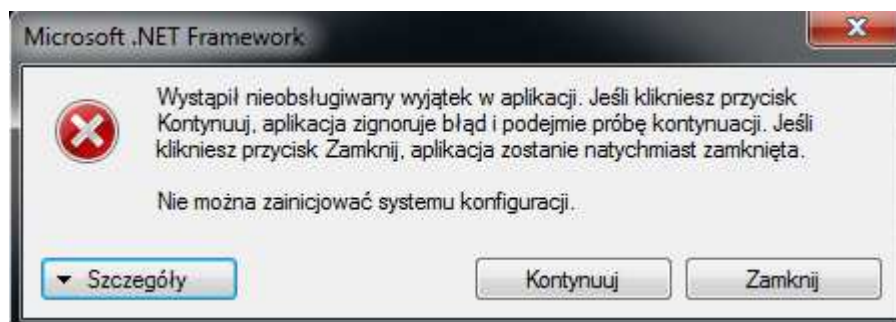 Microsoft .NET Framework
Wystąpił nieobsługiwany wyjątek w aplikacji. Jeśli klikniesz przycisk
Kontynuuj, aplikacja zignoruje błąd i podejmie próbę kontynuacji. Jeśli
klikniesz przycisk Zamknij, aplikacja zostanie natychmiast zamknięta.
Nie można zainicjować systemu konfiguracji.
Szczegóły
Kontynuuj
Zamknij